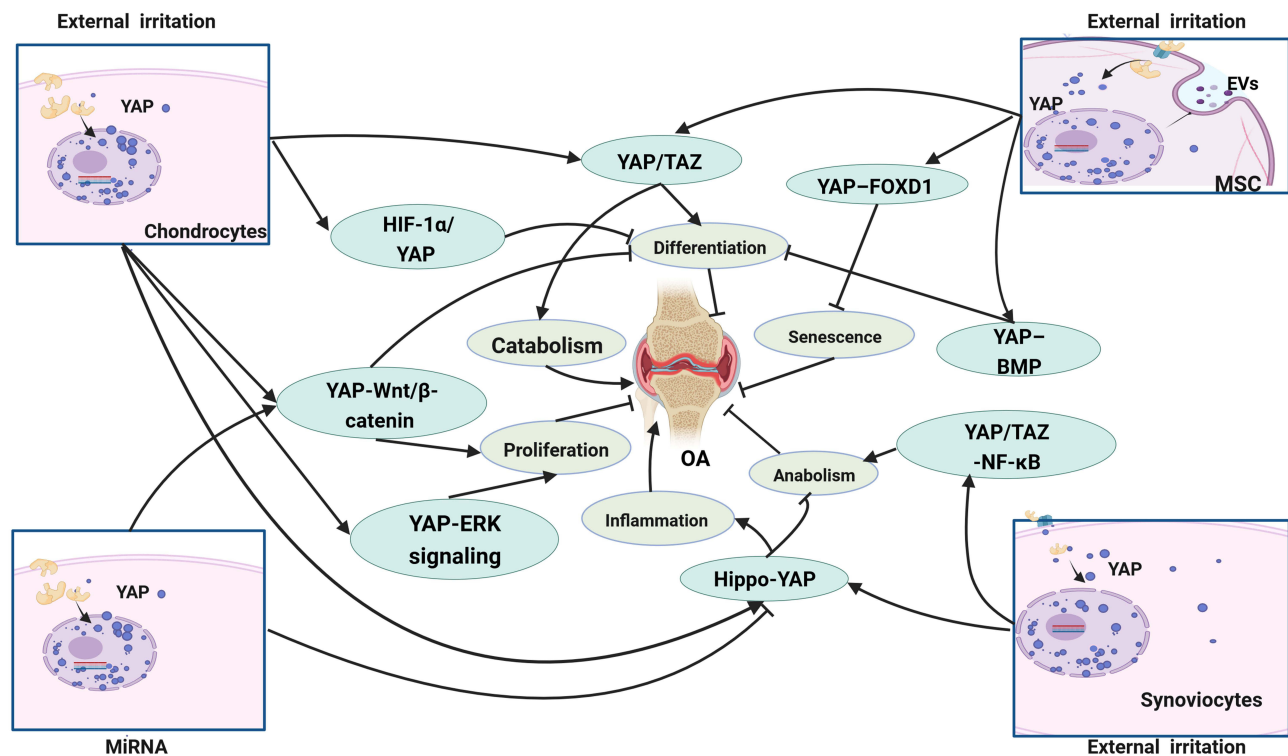 External irritation
External irritation
YAP
EVs
YAP
MSC
Chondrocytes
YAP/TAZ
YAP–FOXD1
HIF-1α/
YAP
Differentiation
Catabolism
Senescence
YAP–
BMP
YAP-Wnt/β-
catenin
Proliferation
OA
YAP/TAZ
-NF-κB
Anabolism
Inflammation
YAP-ERK
signaling
Hippo-YAP
YAP
YAP
Synoviocytes
MiRNA
External irritation